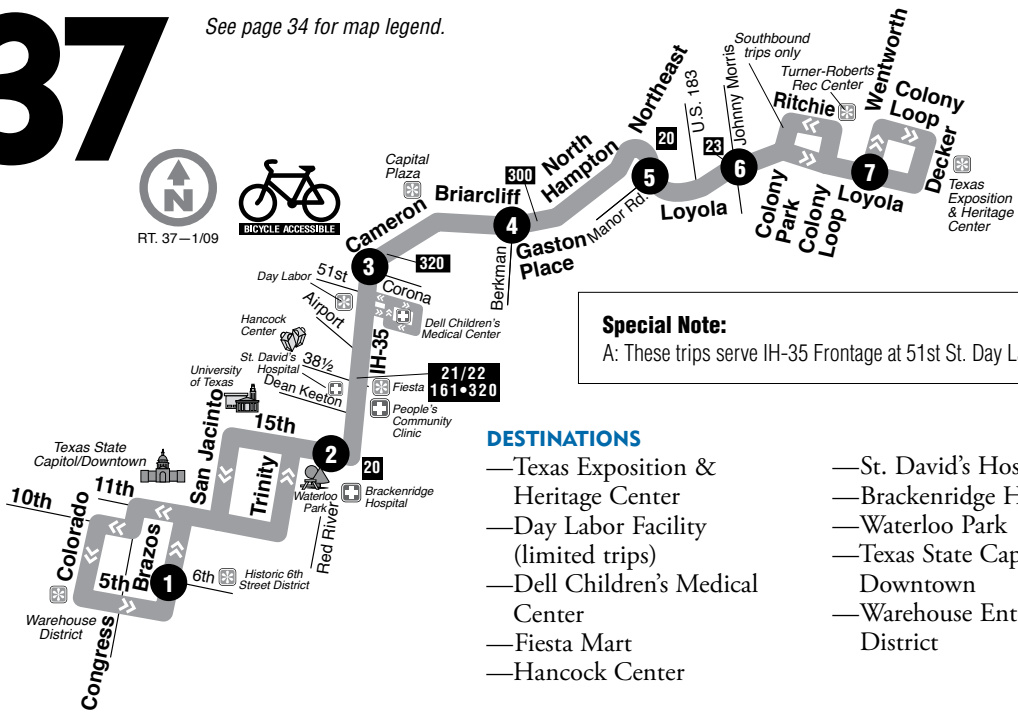 37
See page 34 for map legend.
N
RT. 37—1/09
BICYCLE ACCESSIBLE
Southbound
trips only
Turner-Roberts
Rec Center
Ritchie
Wentworth
Colony
Loop
Decker
Texas
Exposition
& Heritage
Center
7
Loyola
Colony
Loop
Colony
Park
Johnny Morris
23
6
U.S. 183
Loyola
Northeast
20
5
Manor Rd.
North
Hampton
300
4
Gaston
Place
Berkman
Briarcliff
Capital
Plaza
Cameron
3
320
51st
Corona
Day Labor
Airport
Dell Children's
Medical Center
Hancock
Center
IH-35
38½
St. David's
Hospital
Dean Keeton
Fiesta
21/22
161•320
People's
Community
Clinic
University
of Texas
San Jacinto
15th
2
20
Trinity
Waterloo
Park
Brackenridge
Hospital
Red River
Texas State
Capitol/Downtown
11th
10th
Colorado
Brazos
5th
1
6th
Historic 6th
Street District
Warehouse
District
Congress
Special Note:
A: These trips serve IH-35 Frontage at 51st St. Day
DESTINATIONS
—Texas Exposition &
Heritage Center
—Day Labor Facility
(limited trips)
—Dell Children's Medical
Center
—Fiesta Mart
—Hancock Center
—St. David's
—Brackenridge
—Waterloo Park
—Texas State
Downtown
—Warehouse
District